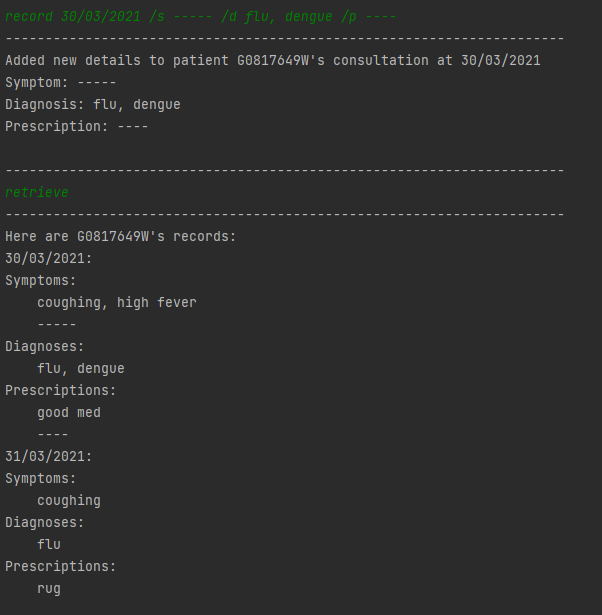 record 30/03/2021 /s ----- /d flu, dengue /p ----
----------------------------------------------------------------------
Added new details to patient G0817649W's consultation at 30/03/2021
Symptom: -----
Diagnosis: flu, dengue
Prescription: ----
----------------------------------------------------------------------
retrieve
----------------------------------------------------------------------
Here are G0817649W's records:
30/03/2021:
Symptoms:
    coughing, high fever
    -----
Diagnoses:
    flu, dengue
Prescriptions:
    good med
    ----
31/03/2021:
Symptoms:
    coughing
Diagnoses:
    flu
Prescriptions:
    rug